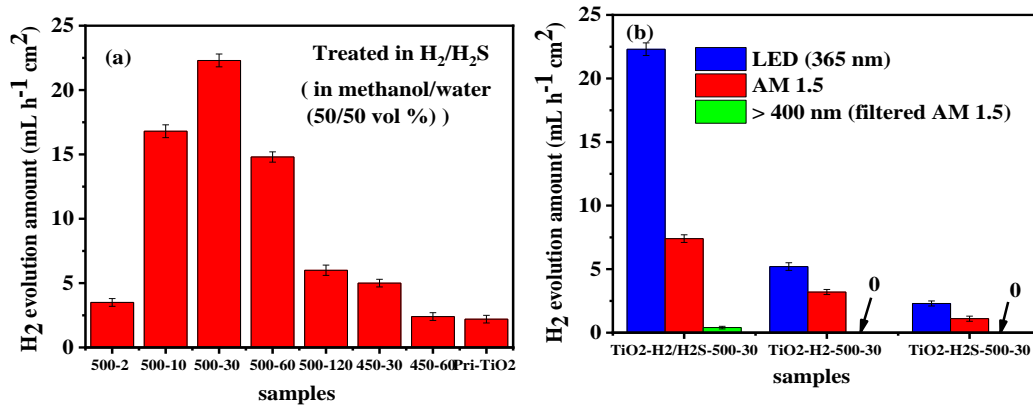 (a)
Treated in H2/H2S
( in methanol/water
(50/50 vol %) )
H2 evolution amount (mL h-1 cm2)
25
20
15
10
5
0
500-2 500-10 500-30 500-60 500-120 450-30 450-60 Pri-TiO2
samples
(b)
LED (365 nm)
AM 1.5
> 400 nm (filtered AM 1.5)
H2 evolution amount (mL h-1 cm2)
25
20
15
10
5
0
0
0
TiO2-H2/H2S-500-30 TiO2-H2-500-30 TiO2-H2S-500-30
samples